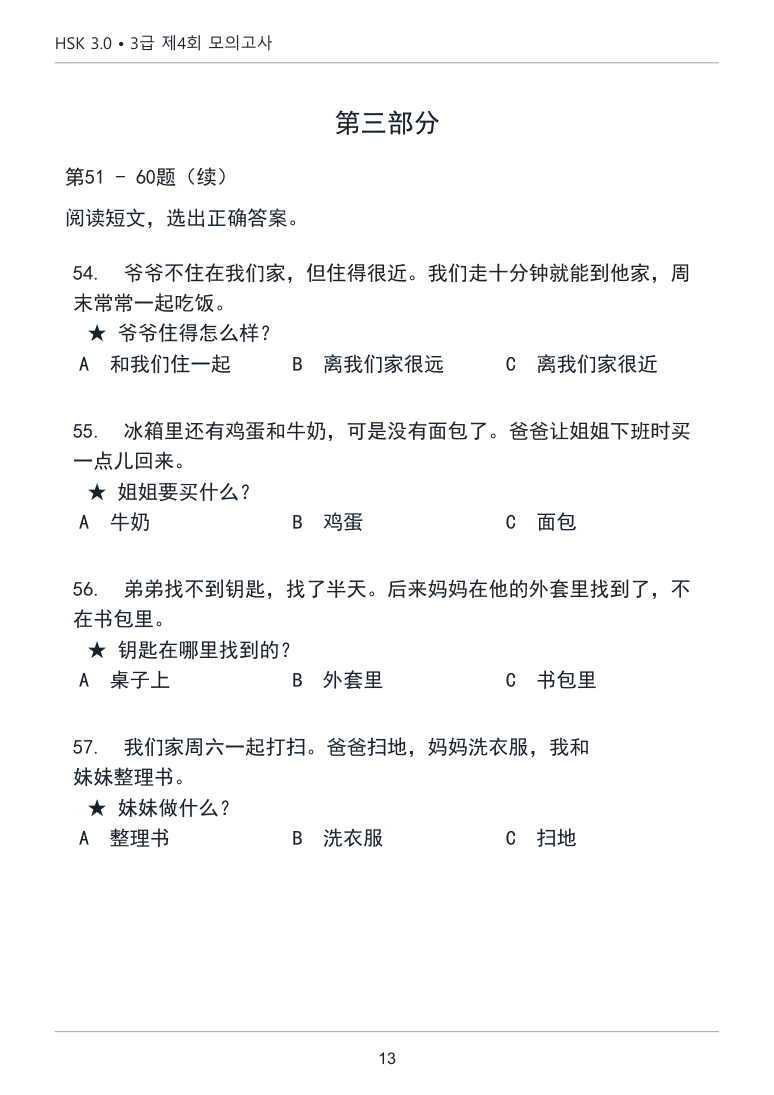 HSK 3.0 • 3급 제4회 모의고사
第三部分
第51 - 60题（续）
阅读短文，选出正确答案。
54. 爷爷不住在我们家，但住得很近。我们走十分钟就能到他家，周
末常常一起吃饭。
★ 爷爷住得怎么样？
A 和我们住一起 B 离我们家很远 C 离我们家很近
55. 冰箱里还有鸡蛋和牛奶，可是没有面包了。爸爸让姐姐下班时买
一点儿回来。
★ 姐姐要买什么？
A 牛奶 B 鸡蛋 C 面包
56. 弟弟找不到钥匙，找了半天。后来妈妈在他的外套里找到了，不
在书包里。
★ 钥匙在哪里找到的？
A 桌子上 B 外套里 C 书包里
57. 我们家周六一起打扫。爸爸扫地，妈妈洗衣服，我和
妹妹整理书。
★ 妹妹做什么？
A 整理书 B 洗衣服 C 扫地
13